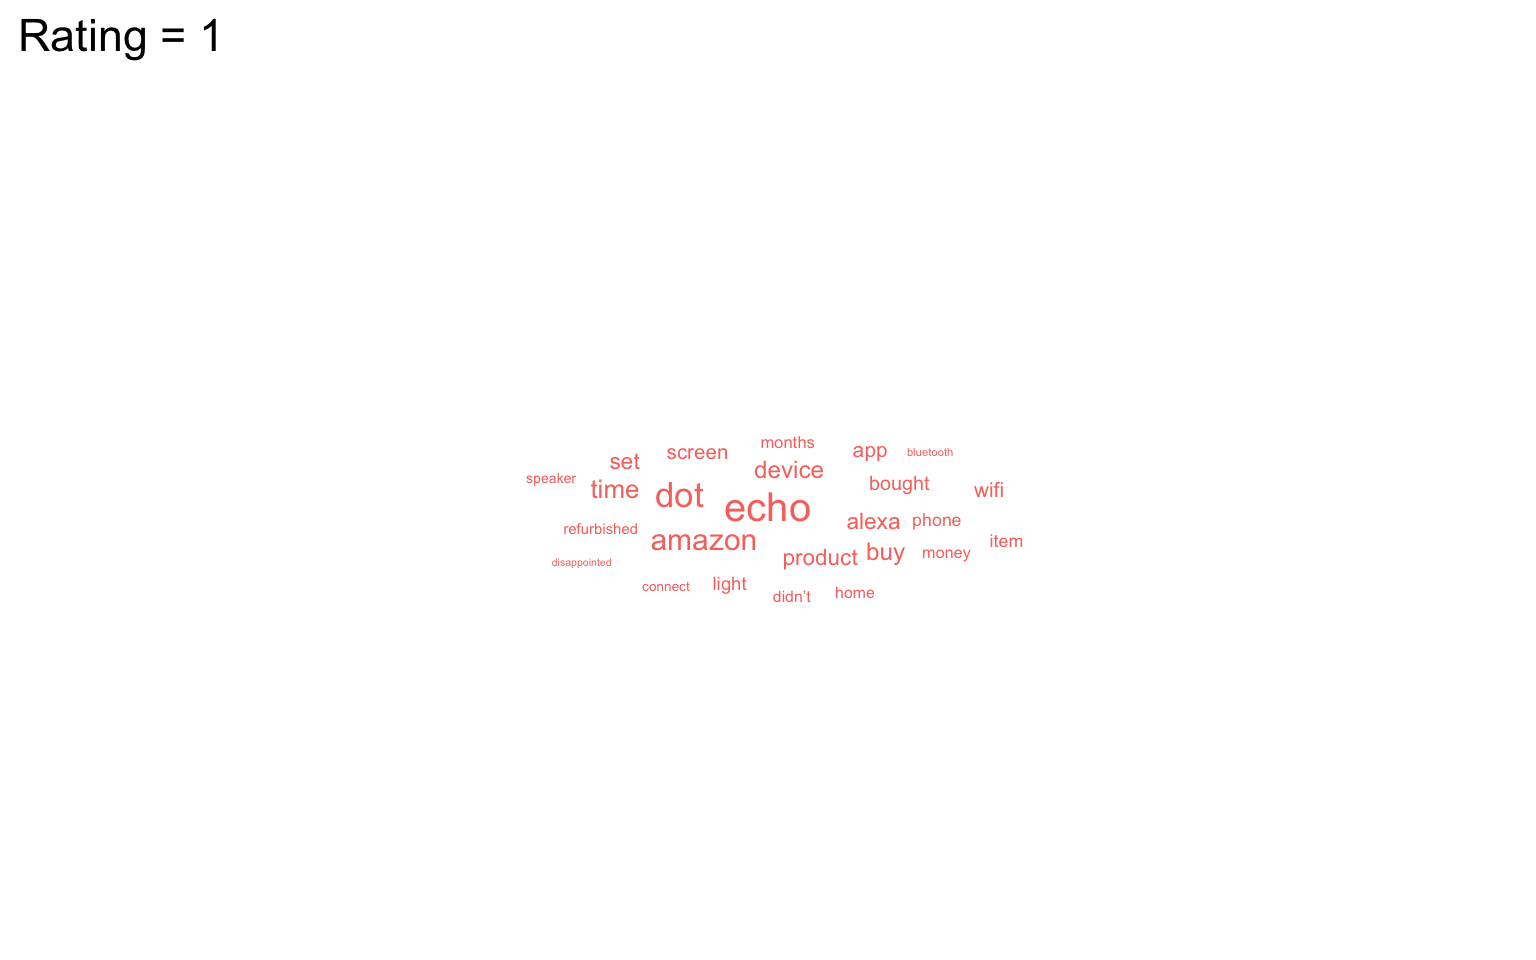 Rating = 1
months
set
screen
app
bluetooth
speaker
device
time
dot
bought
wifi
echo
refurbished
alexa
phone
amazon
item
product
buy
money
disappointed
connect
light
didn't
home